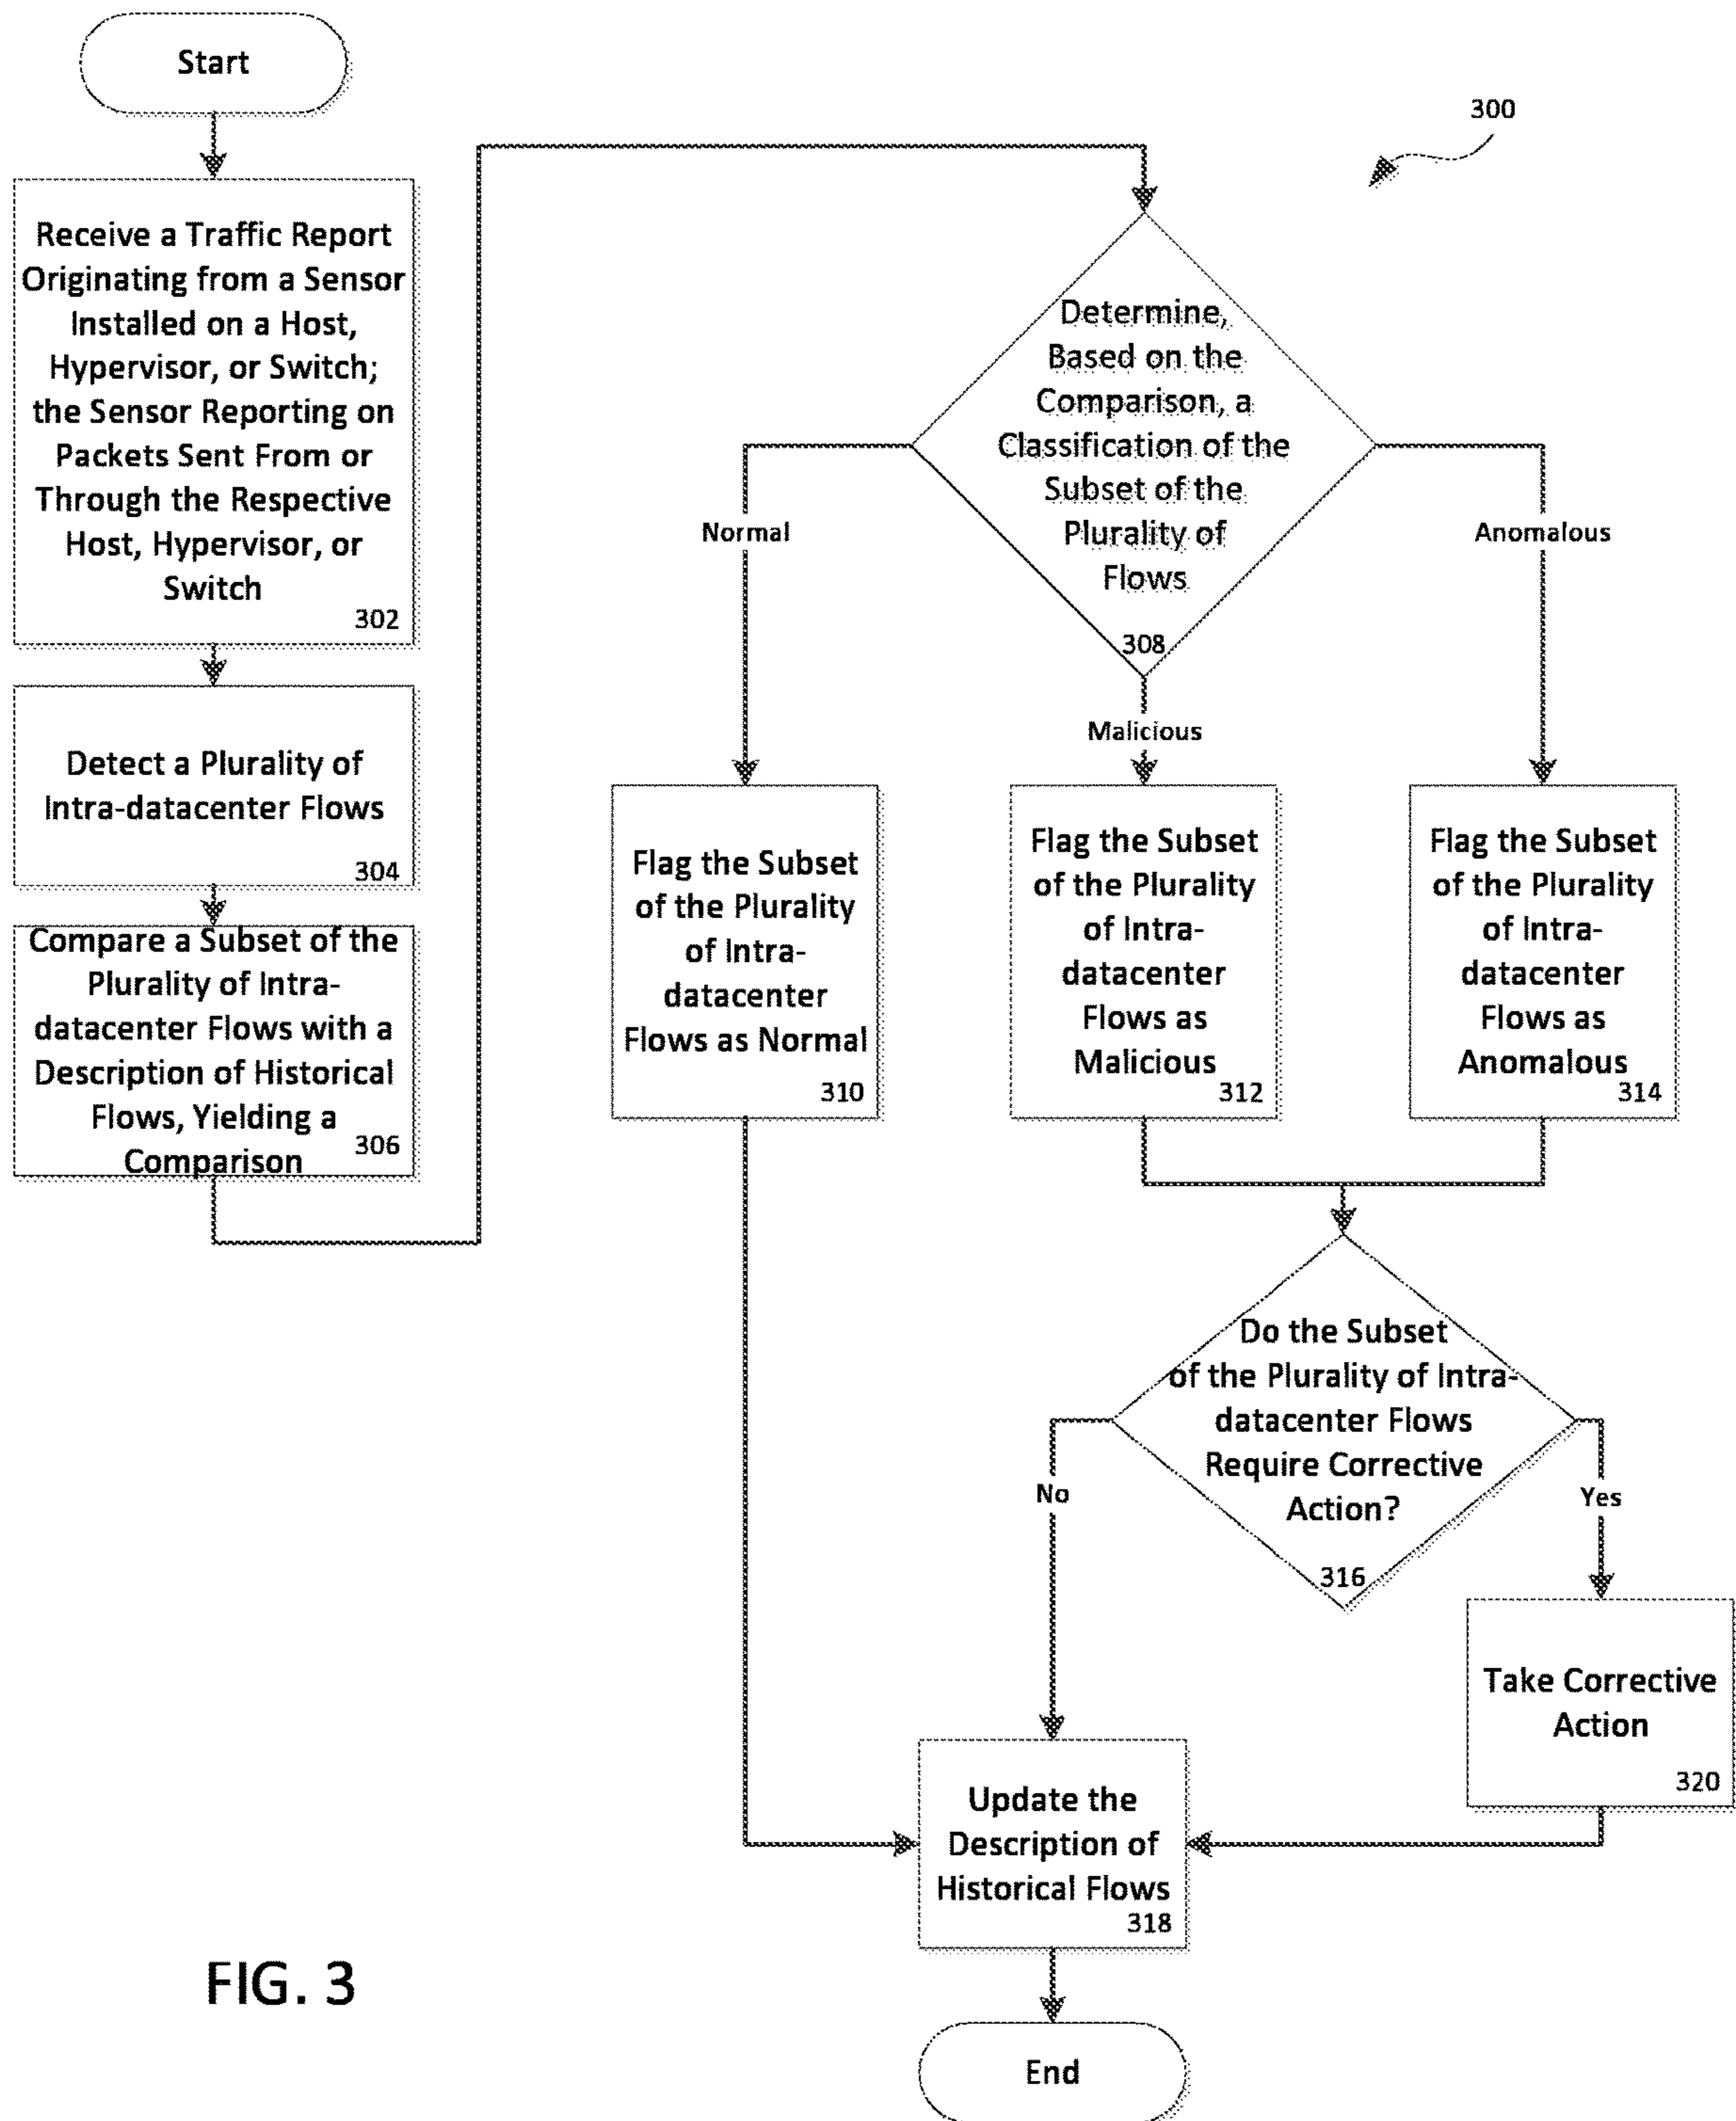 Start
300
Receive a Traffic Report
Originating from a Sensor
Installed on a Host,
Hypervisor, or Switch;
the Sensor Reporting on
Packets Sent From or
Through the Respective
Host, Hypervisor, or
Switch
302
Detect a Plurality of
Intra-datacenter Flows
304
Compare a Subset of the
Plurality of Intra-
datacenter Flows with a
Description of Historical
Flows, Yielding a
Comparison
306
Determine,
Based on the
Comparison, a
Classification of the
Subset of the
Plurality of
Flows
308
Normal
Malicious
Anomalous
Flag the Subset
of the Plurality
of Intra-
datacenter
Flows as Normal
310
Flag the Subset
of the Plurality
of Intra-
datacenter
Flows as
Malicious
312
Flag the Subset
of the Plurality
of Intra-
datacenter
Flows as
Anomalous
314
Do the Subset
of the Plurality of Intra-
datacenter Flows
Require Corrective
Action?
316
No
Yes
Take Corrective
Action
320
Update the
Description of
Historical Flows
318
End
FIG. 3